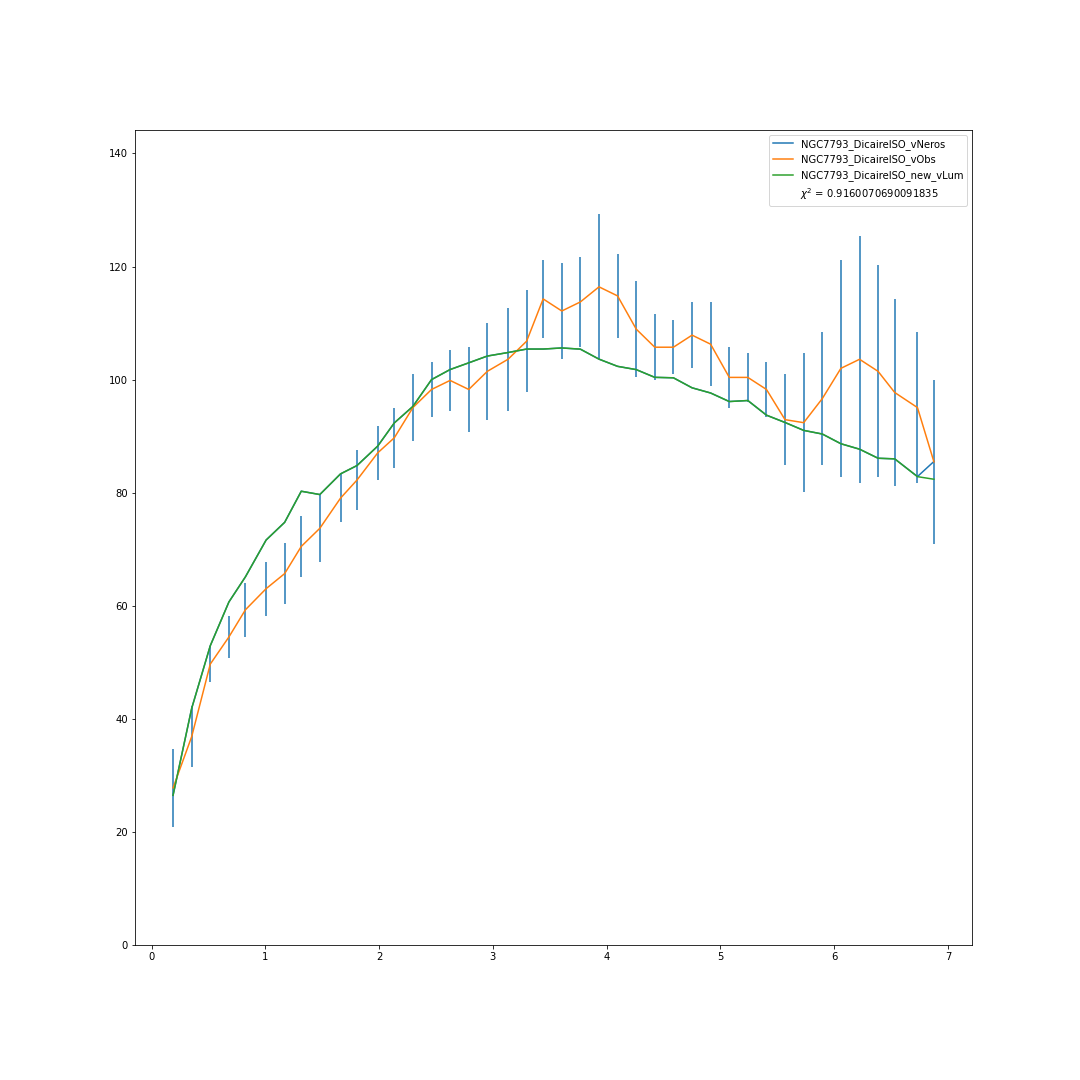 NGC7793_DicaireISO_vNeros
NGC7793_DicaireISO_vObs
NGC7793_DicaireISO_new_vLum
χ² = 0.9160070690091835
140
120
100
80
60
40
20
0
0 1 2 3 4 5 6 7